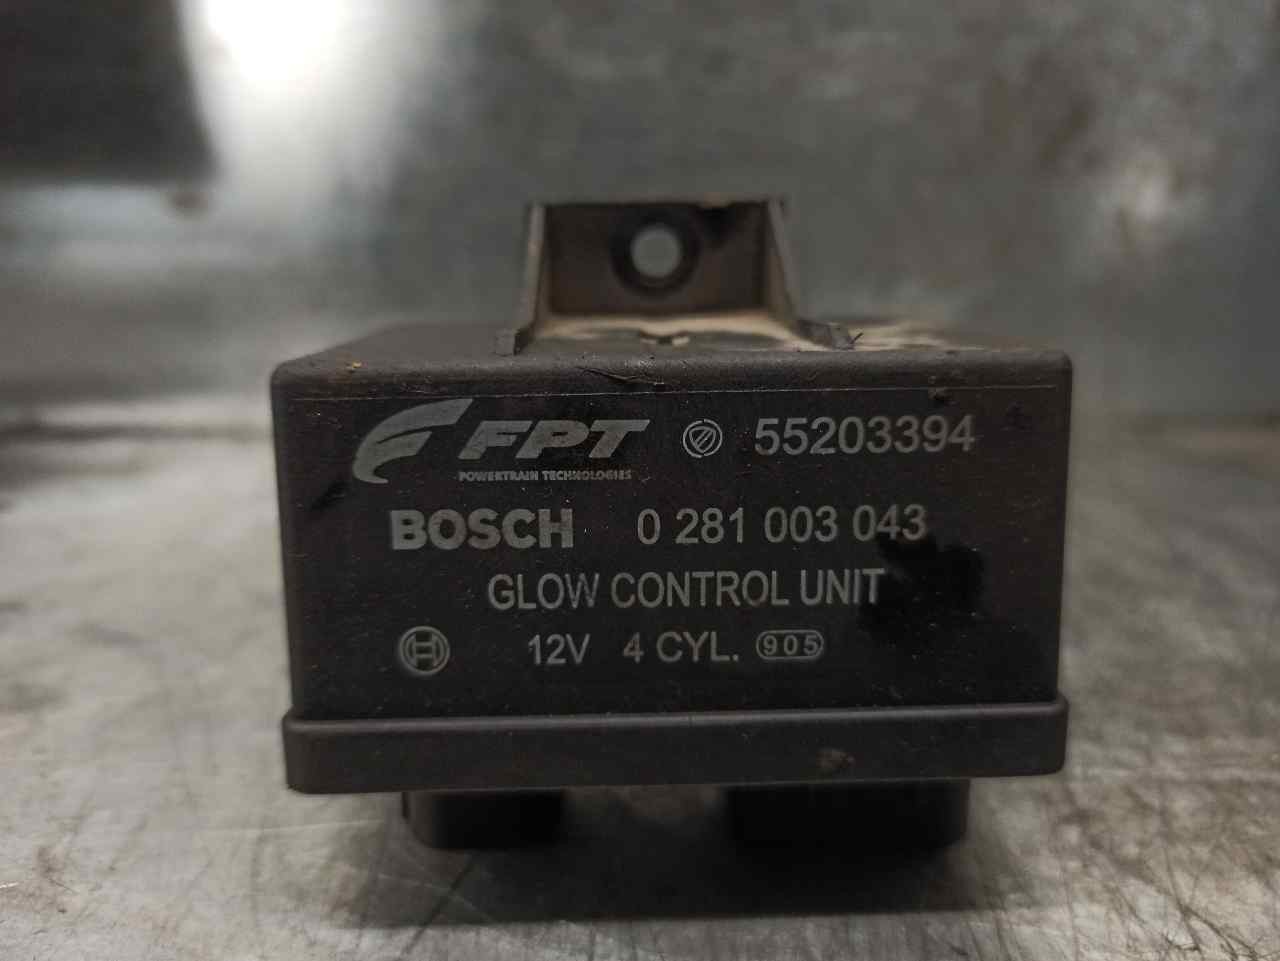 FPT 55203394
POWERTRAIN TECHNOLOGIES
BOSCH 0 281 003 043
GLOW CONTROL UNIT
12V 4 CYL. 905